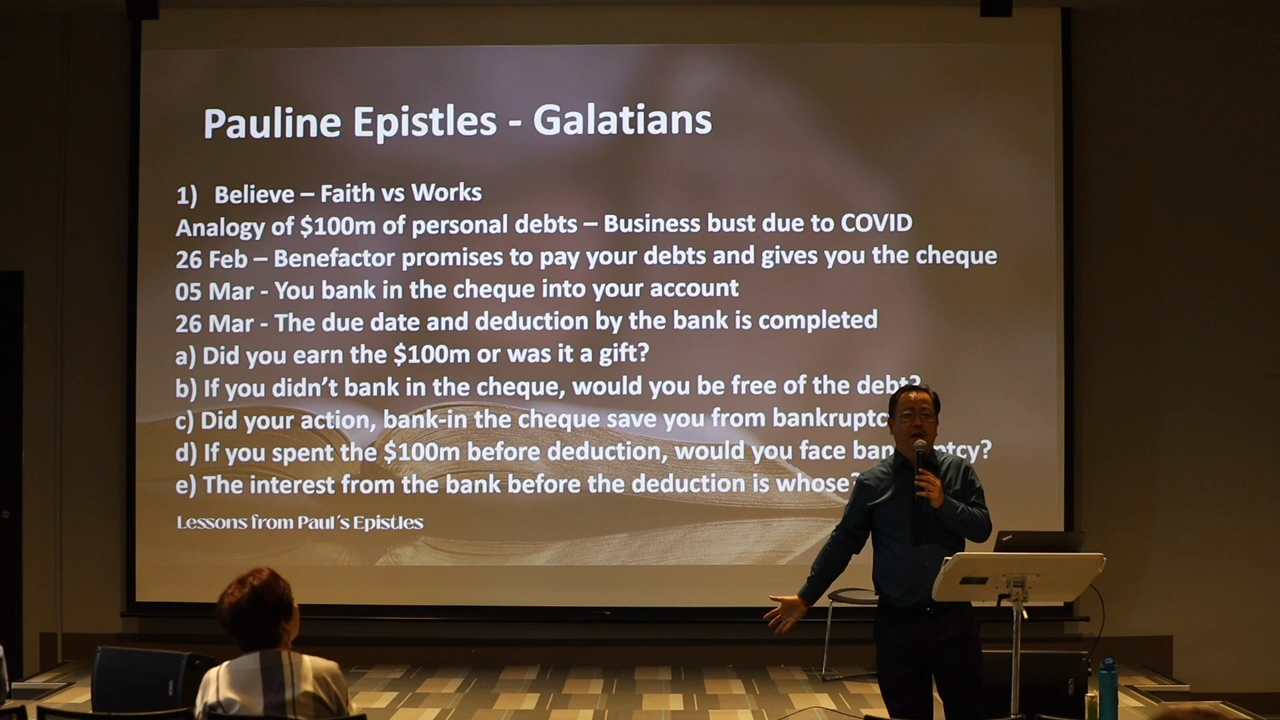 Pauline Epistles - Galatians
1) Believe – Faith vs Works
Analogy of $100m of personal debts – Business bust due to COVID
26 Feb – Benefactor promises to pay your debts and gives you the cheque
05 Mar - You bank in the cheque into your account
26 Mar - The due date and deduction by the bank is completed
a) Did you earn the $100m or was it a gift?
b) If you didn't bank in the cheque, would you be free of the debt?
c) Did your action, bank-in the cheque save you from
d) If you spent the $100m before deduction, would you face
e) The interest from the bank before the deduction is whose?
Lessons from Paul's Epistles